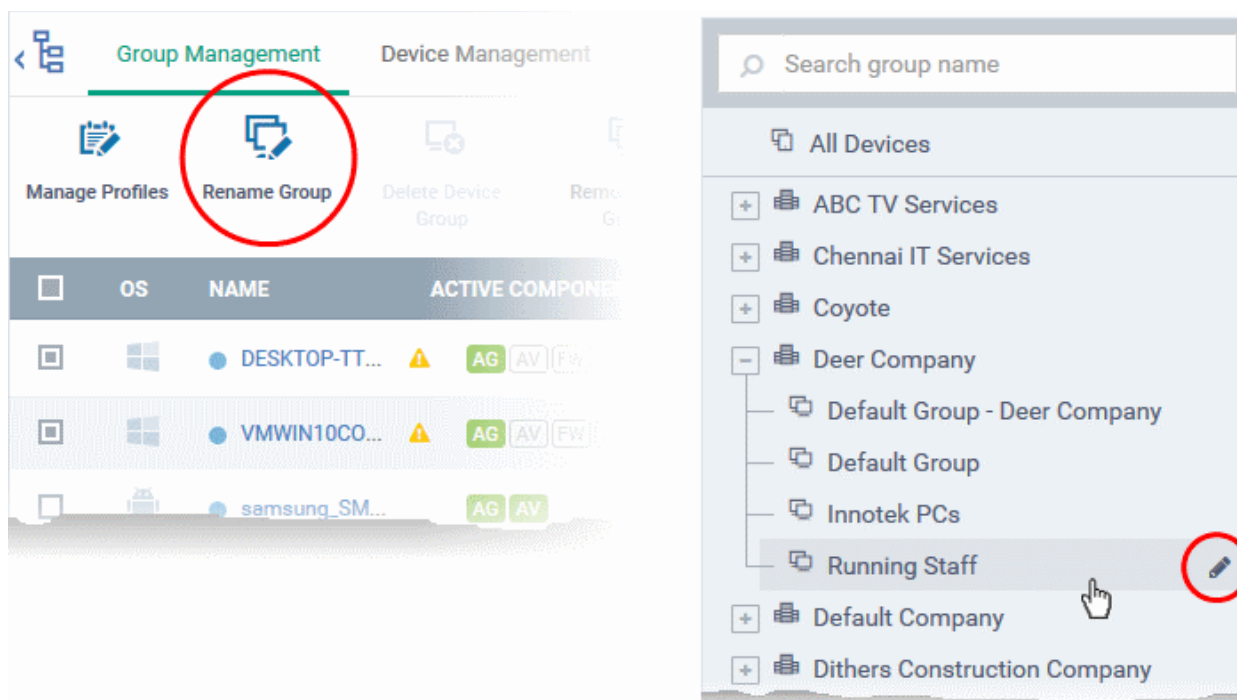 Group Management Device Management
Manage Profiles Rename Group Delete Device
Group
OS NAME ACTIVE
DESKTOP-TT... AG AV FW
VMWIN10CO... AG AV FW
samsung_SM... AG AV
Search group name
All Devices
ABC TV Services
Chennai IT Services
Coyote
Deer Company
Default Group - Deer Company
Default Group
Innotek PCs
Running Staff
Default Company
Dithers Construction Company